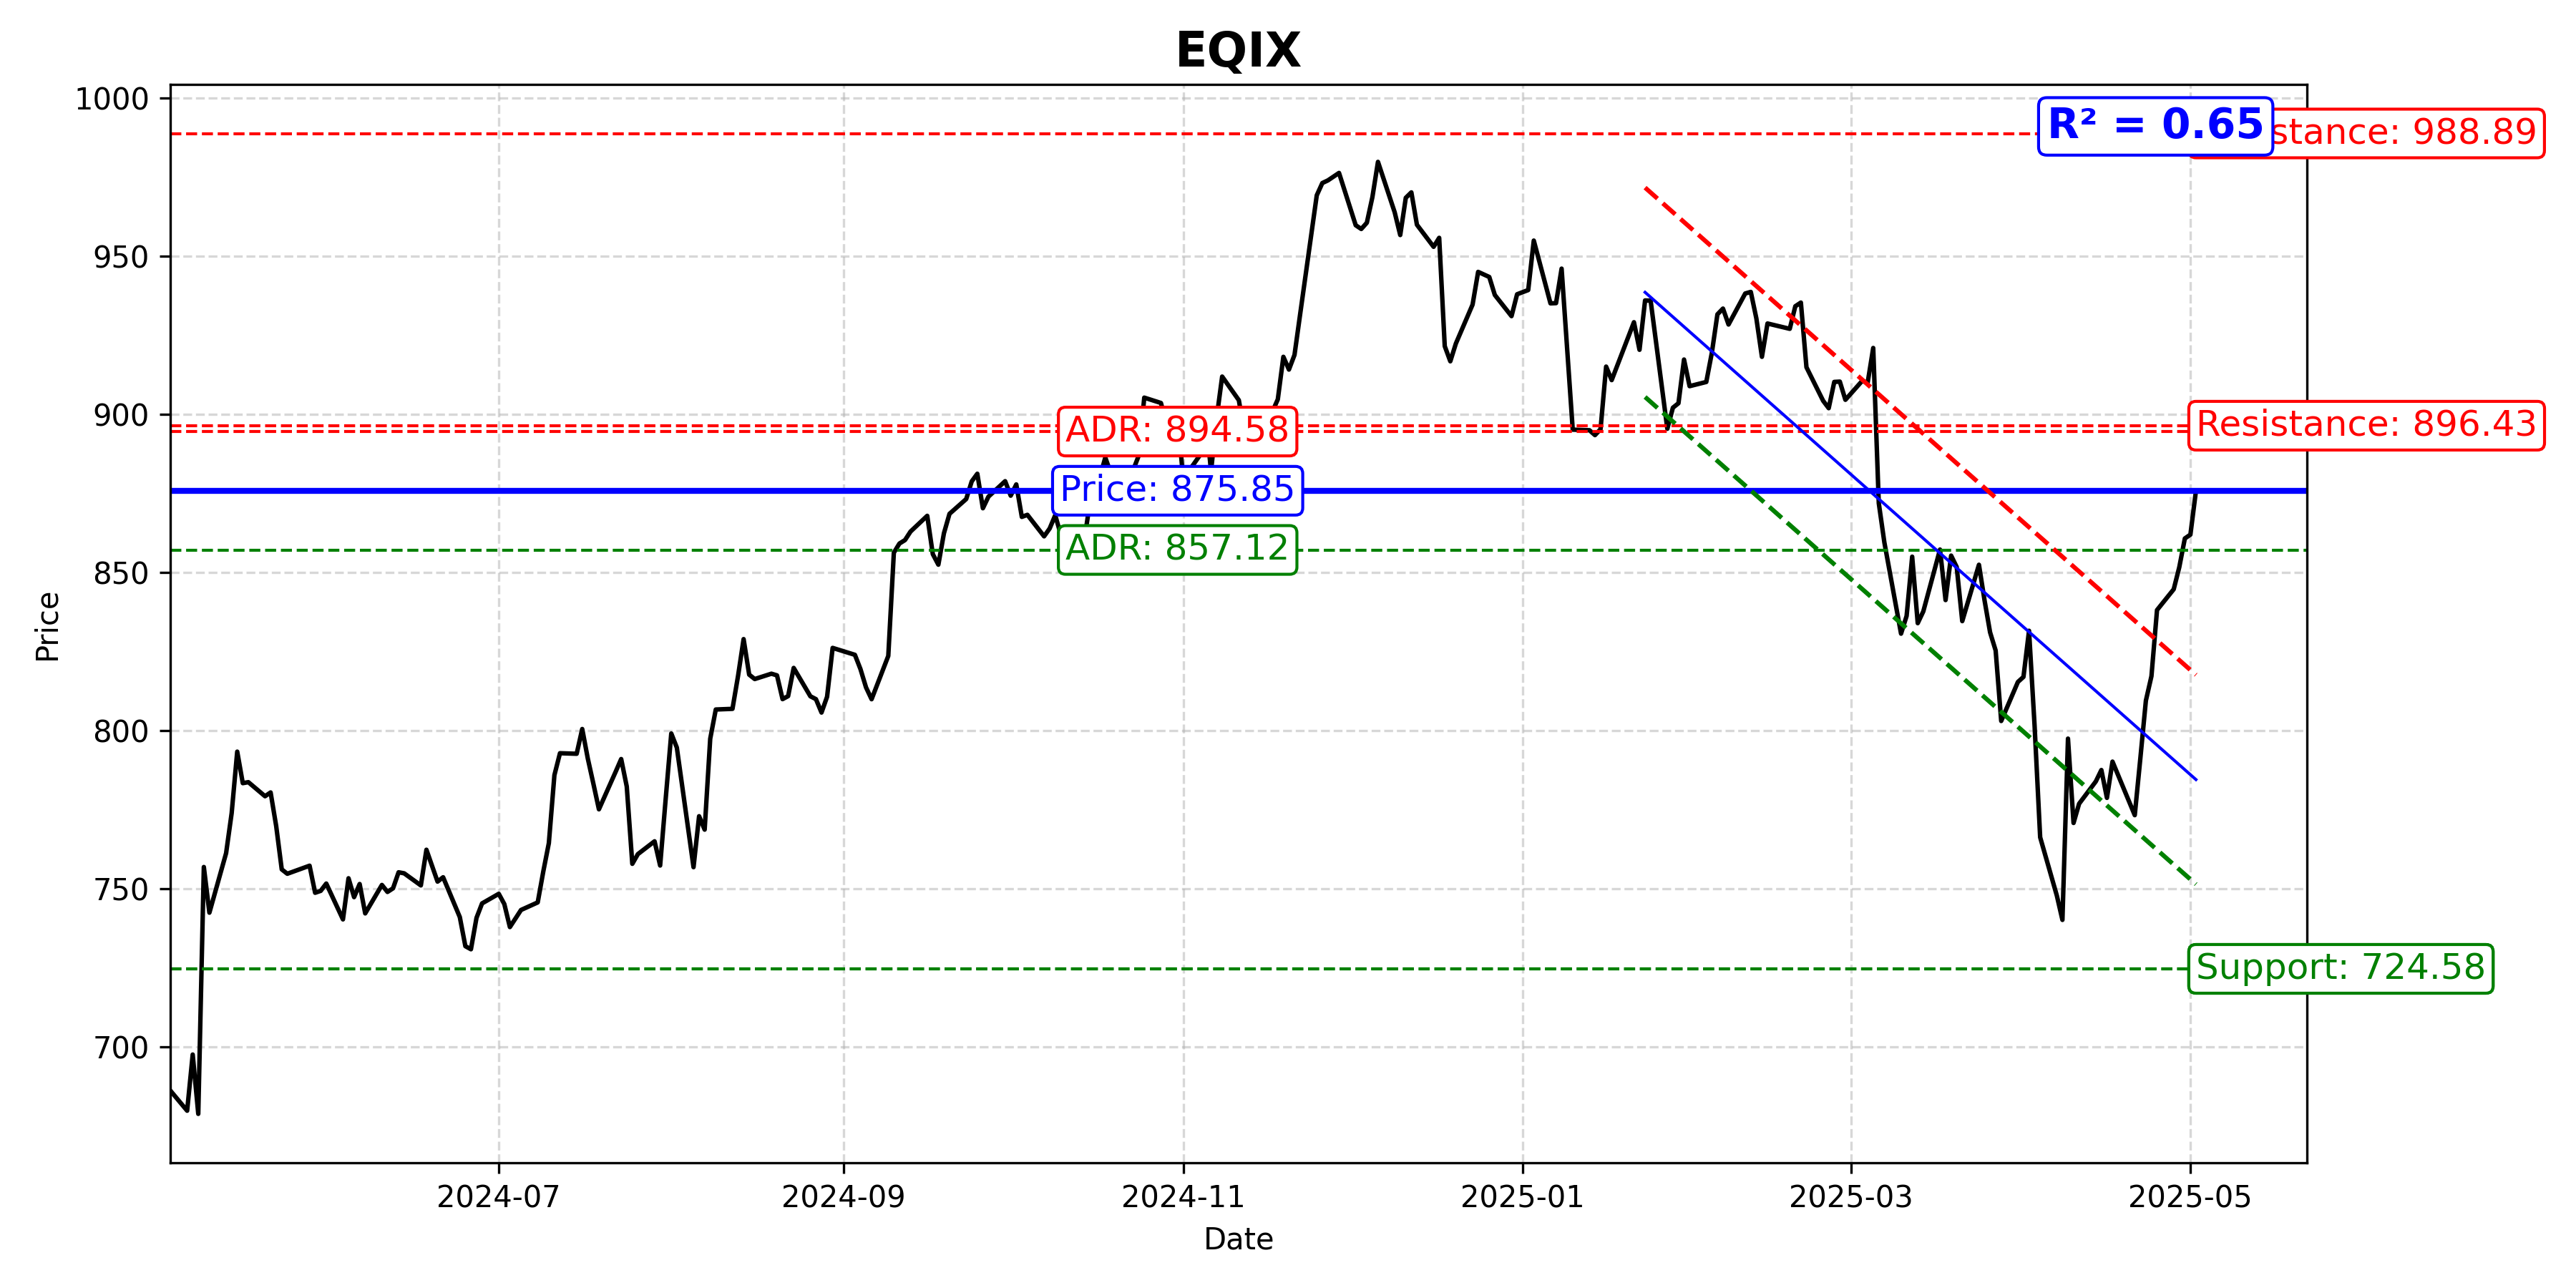 EQIX
1000
950
900
850
800
750
700
Price
R² = 0.65
stance: 988.89
ADR: 894.58
Resistance: 896.43
Price: 875.85
ADR: 857.12
Support: 724.58
2024-07
2024-09
2024-11
2025-01
2025-03
2025-05
Date